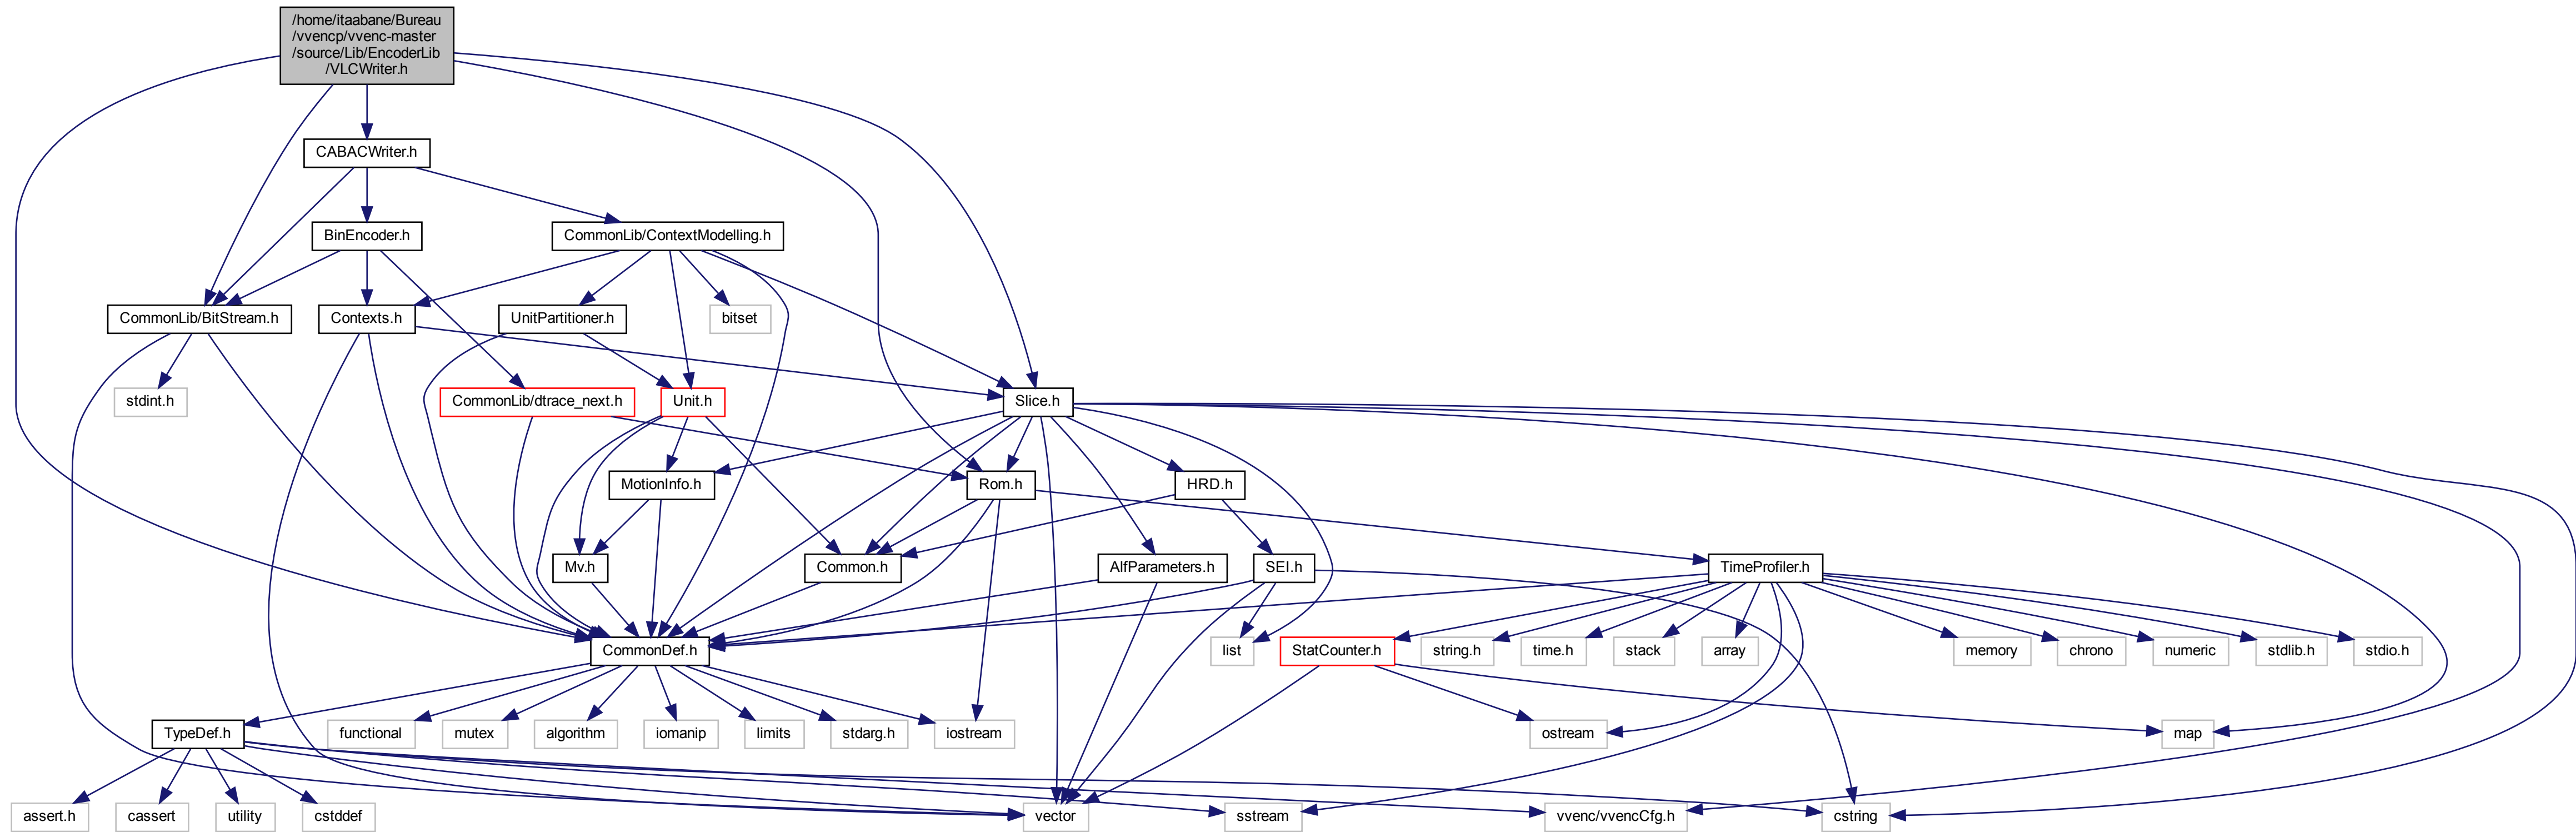 /home/itaabane/Bureau
/vvencp/vvenc-master
/source/Lib/EncoderLib
/VLCWriter.h
CABACWriter.h
BinEncoder.h
CommonLib/ContextModelling.h
CommonLib/BitStream.h
Contexts.h
UnitPartitioner.h
bitset
stdint.h
CommonLib/dtrace_next.h
Unit.h
Slice.h
MotionInfo.h
Rom.h
HRD.h
Mv.h
Common.h
AlfParameters.h
SEI.h
TimeProfiler.h
CommonDef.h
list
StatCounter.h
string.h
time.h
stack
array
memory
chrono
numeric
stdlib.h
stdio.h
TypeDef.h
functional
mutex
algorithm
iomanip
limits
stdarg.h
iostream
ostream
map
assert.h
cassert
utility
cstddef
vector
sstream
vvenc/vvencCfg.h
cstring